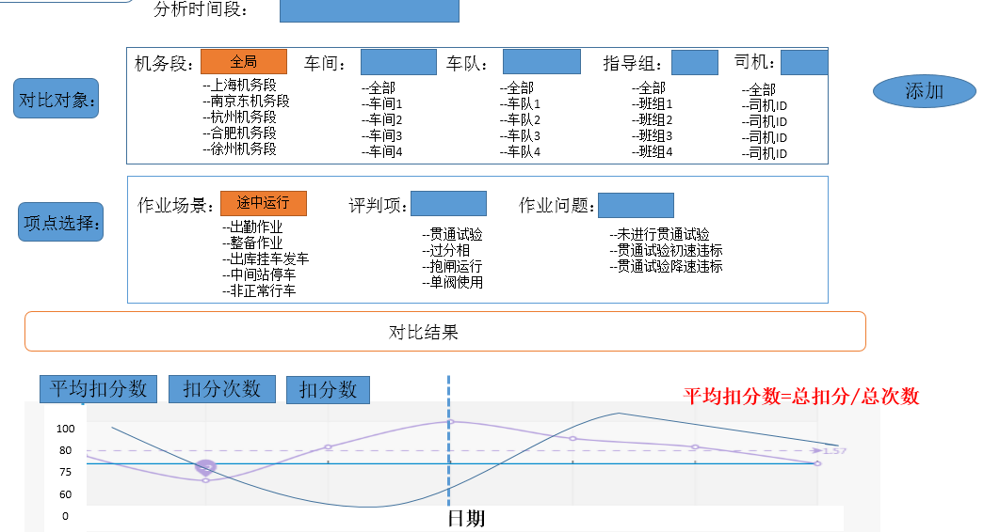 分析时间段：
对比对象：
机务段： 全局 车间： 车队： 指导组： 司机：
添加
--上海机务段 --全部 --全部 --全部 --全部
--南京东机务段 --车间1 --车队1 --班组1 --司机ID
--杭州机务段 --车间2 --车队2 --班组2 --司机ID
--合肥机务段 --车间3 --车队3 --班组3 --司机ID
--徐州机务段 --车间4 --车队4 --班组4 --司机ID
项点选择：
作业场景： 途中运行 评判项： 作业问题：
--出勤作业 --贯通试验 --未进行贯通试验
--整备作业 --过分相 --贯通试验初速违标
--出库挂车发车 --抱闸运行 --贯通试验降速违标
--中间站停车 --单阀使用
--非正常行车
对比结果
平均扣分数 扣分次数 扣分数
平均扣分数=总扣分/总次数
100
80
1.57
75
60
0
日期